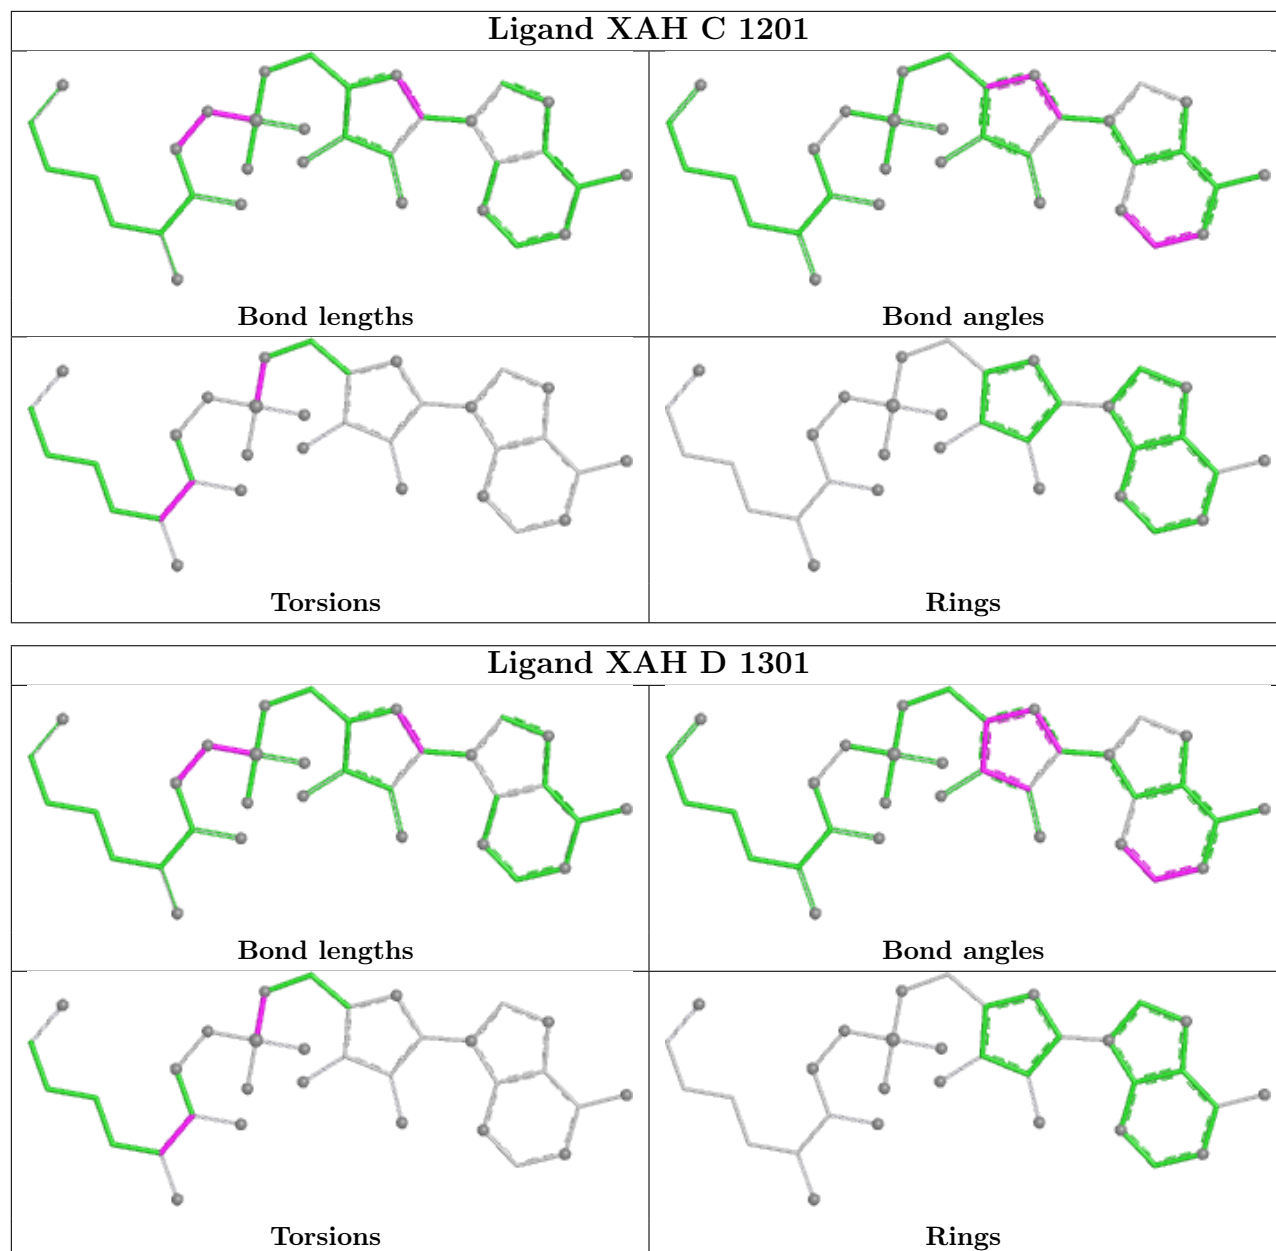 Ligand XAH C 1201
Bond lengths
Bond angles
Torsions
Rings
Ligand XAH D 1301
Bond lengths
Bond angles
Torsions
Rings